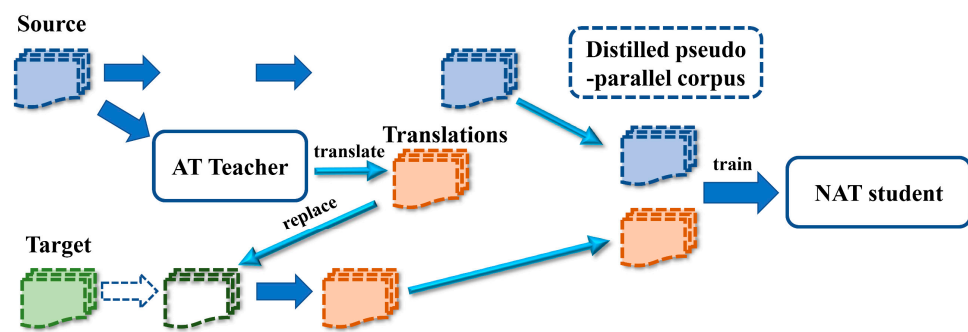 Source
Distilled pseudo
-parallel corpus
Translations
AT Teacher
translate
train
NAT student
replace
Target